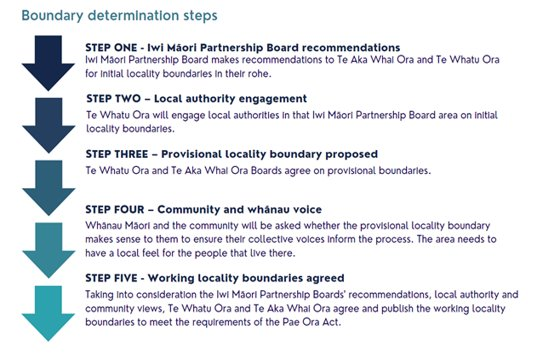 Boundary determination steps
STEP ONE - Iwi Māori Partnership Board recommendations
Iwi Māori Partnership Board makes recommendations to Te Aka Whai Ora and Te Whatu Ora
for initial locality boundaries in their rohe.
STEP TWO – Local authority engagement
Te Whatu Ora will engage local authorities in that Iwi Māori Partnership Board area on initial
locality boundaries.
STEP THREE – Provisional locality boundary proposed
Te Whatu Ora and Te Aka Whai Ora Boards agree on provisional boundaries.
STEP FOUR – Community and whānau voice
Whānau Māori and the community will be asked whether the provisional locality boundary
makes sense to them to ensure their collective voices inform the process. The area needs to
have a local feel for the people that live there.
STEP FIVE - Working locality boundaries agreed
Taking into consideration the Iwi Māori Partnership Boards' recommendations, local authority and
community views, Te Whatu Ora and Te Aka Whai Ora agree and publish the working locality
boundaries to meet the requirements of the Pae Ora Act.